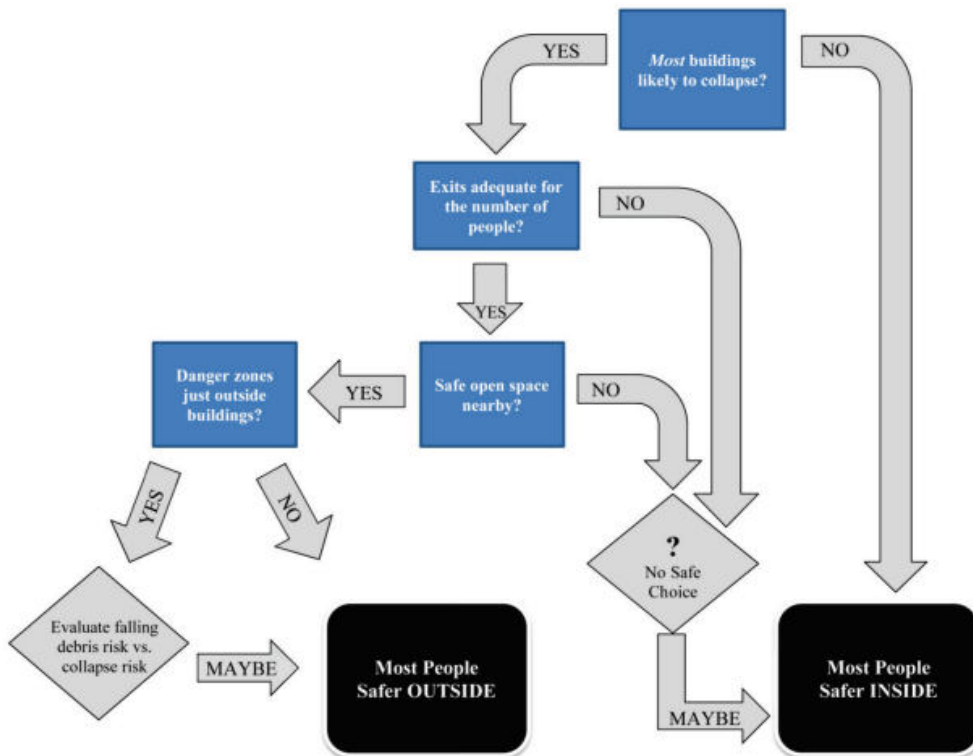 YES
Most buildings
likely to collapse?
NO
Exits adequate for
the number of
people?
NO
YES
Danger zones
just outside
buildings?
YES
Safe open space
nearby?
NO
YES
NO
?
No Safe
Choice
Evaluate falling
debris risk vs.
collapse risk
MAYBE
Most People
Safer OUTSIDE
MAYBE
Most People
Safer INSIDE